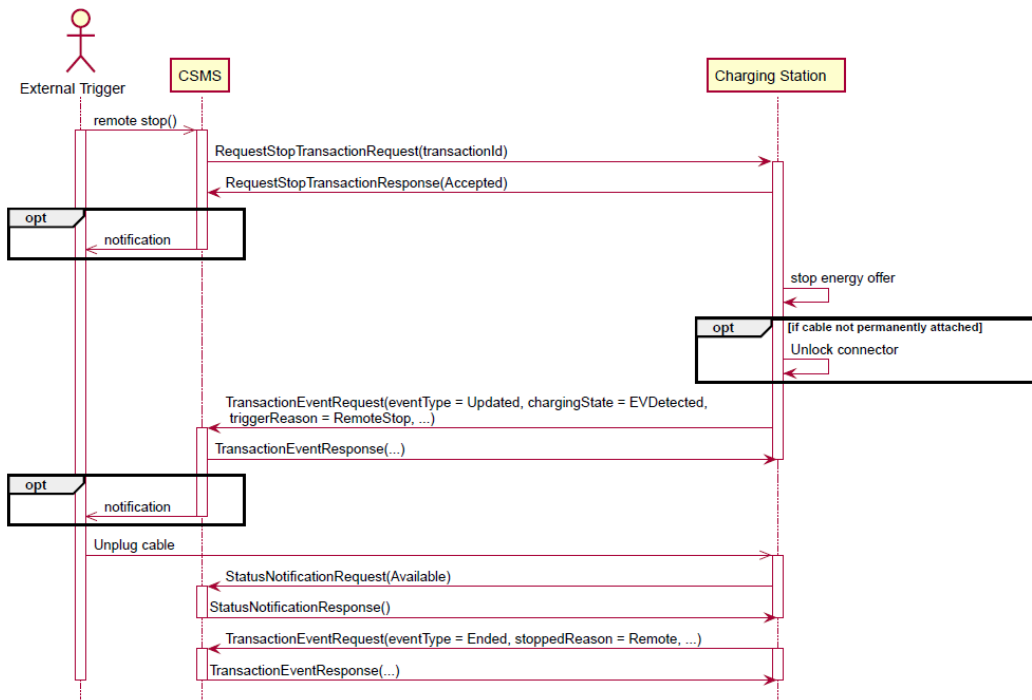 External Trigger
CSMS
Charging Station
remote stop()
RequestStopTransactionRequest(transactionId)
RequestStopTransactionResponse(Accepted)
opt
notification
stop energy offer
opt
[if cable not permanently attached]
Unlock connector
TransactionEventRequest(eventType = Updated, chargingState = EVDetected,
triggerReason = RemoteStop, ...)
TransactionEventResponse(...)
opt
notification
Unplug cable
StatusNotificationRequest(Available)
StatusNotificationResponse()
TransactionEventRequest(eventType = Ended, stoppedReason = Remote, ...)
TransactionEventResponse(...)